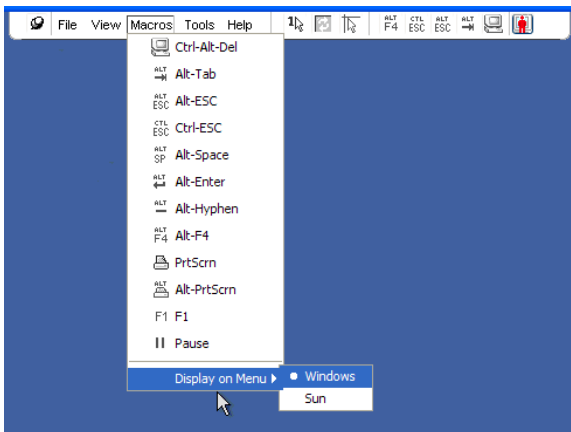 File View Macros Tools Help 1 ALT F4 CTL ESC ALT ESC ALT
Ctrl-Alt-Del
ALT Alt-Tab
ALT ESC Alt-ESC
CTL ESC Ctrl-ESC
ALT SP Alt-Space
ALT Alt-Enter
ALT Alt-Hyphen
ALT F4 Alt-F4
PrtScrn
ALT Alt-PrtScrn
F1 F1
Pause
Display on Menu Windows
Sun